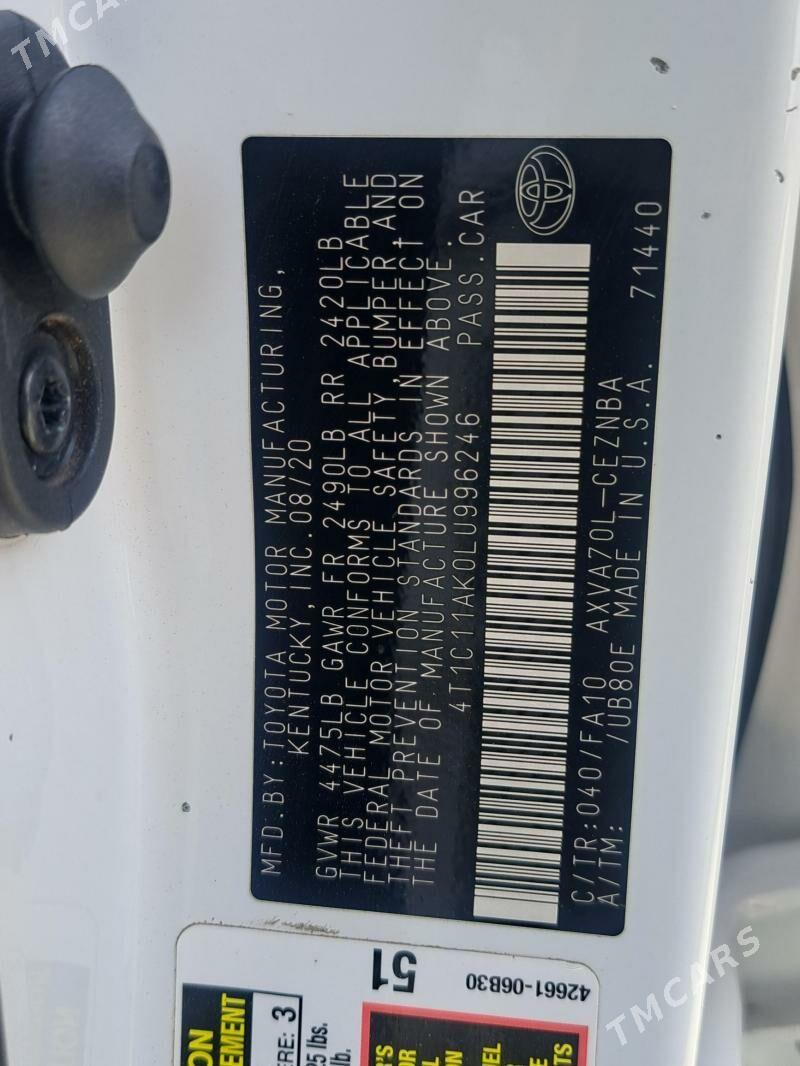 MFD.BY:TOYOTA MOTOR MANUFACTURING,
KENTUCKY, INC. 08/20
GVWR 4475LB GAWR FR 2490LB RR 2420LB
THIS VEHICLE CONFORMS TO ALL APPLICABLE
FEDERAL MOTOR VEHICLE SAFETY, BUMPER, AND
THEFT PREVENTION STANDARDS IN EFFECT ON
THE DATE OF MANUFACTURE SHOWN ABOVE.
4T1C11AK0LU996246 PASS.CAR
C/TR:040/FA10 AXVA70L-CEZNBA
A/TM: /UB80E MADE IN U.S.A. 71440
51
42661-06B30
3
TMCARS
TMCARS